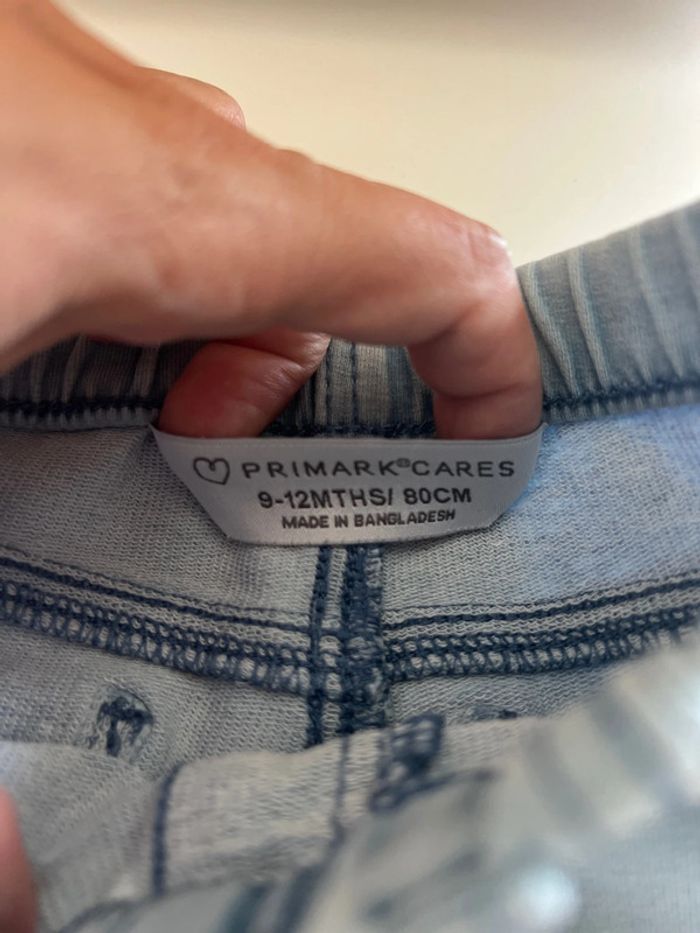 PRIMARK®CARES
9-12MTHS/ 80CM
MADE IN BANGLADESH